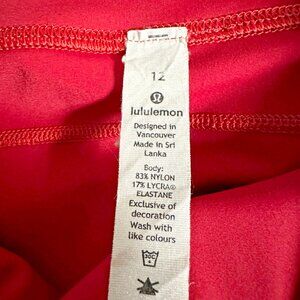 12
lululemon
Designed in
Vancouver
Made in Sri
Lanka
Body:
83% NYLON
17% LYCRA®
ELASTANE
Exclusive of
decoration
Wash with
like colours
30C